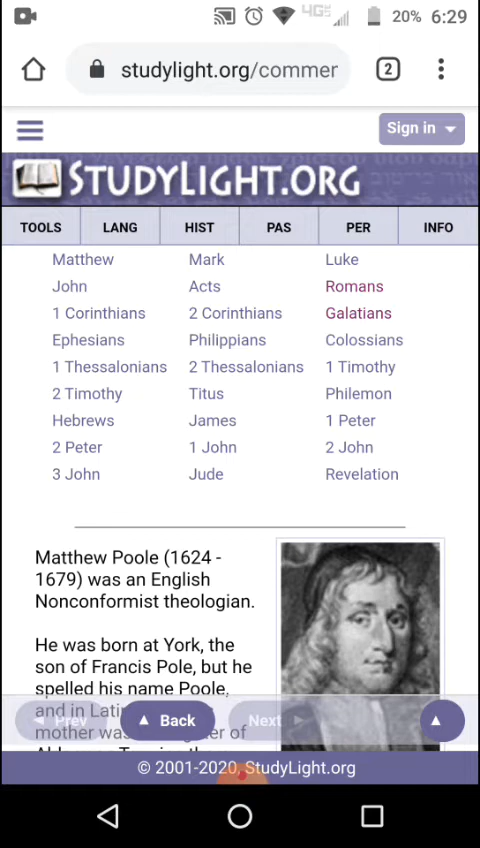 4G 20% 6:29
studylight.org/commer 2
Sign in
STUDYLIGHT.ORG
TOOLS LANG HIST PAS PER INFO
Matthew Mark Luke
John Acts Romans
1 Corinthians 2 Corinthians Galatians
Ephesians Philippians Colossians
1 Thessalonians 2 Thessalonians 1 Timothy
2 Timothy Titus Philemon
Hebrews James 1 Peter
2 Peter 1 John 2 John
3 John Jude Revelation
Matthew Poole (1624 -
1679) was an English
Nonconformist theologian.
He was born at York, the
son of Francis Pole, but he
spelled his name Poole,
and in Latin
Prev Back Next
mother was of
© 2001-2020, StudyLight.org